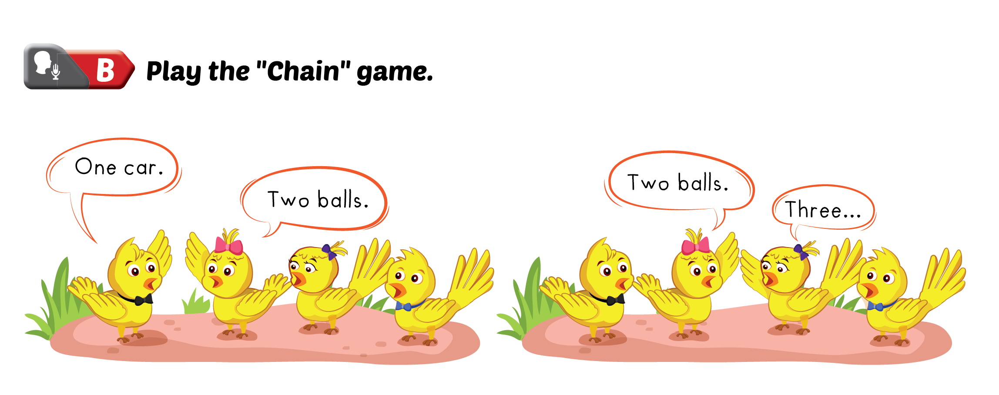 B Play the "Chain" game.
One car.
Two balls.
Two balls.
Three...